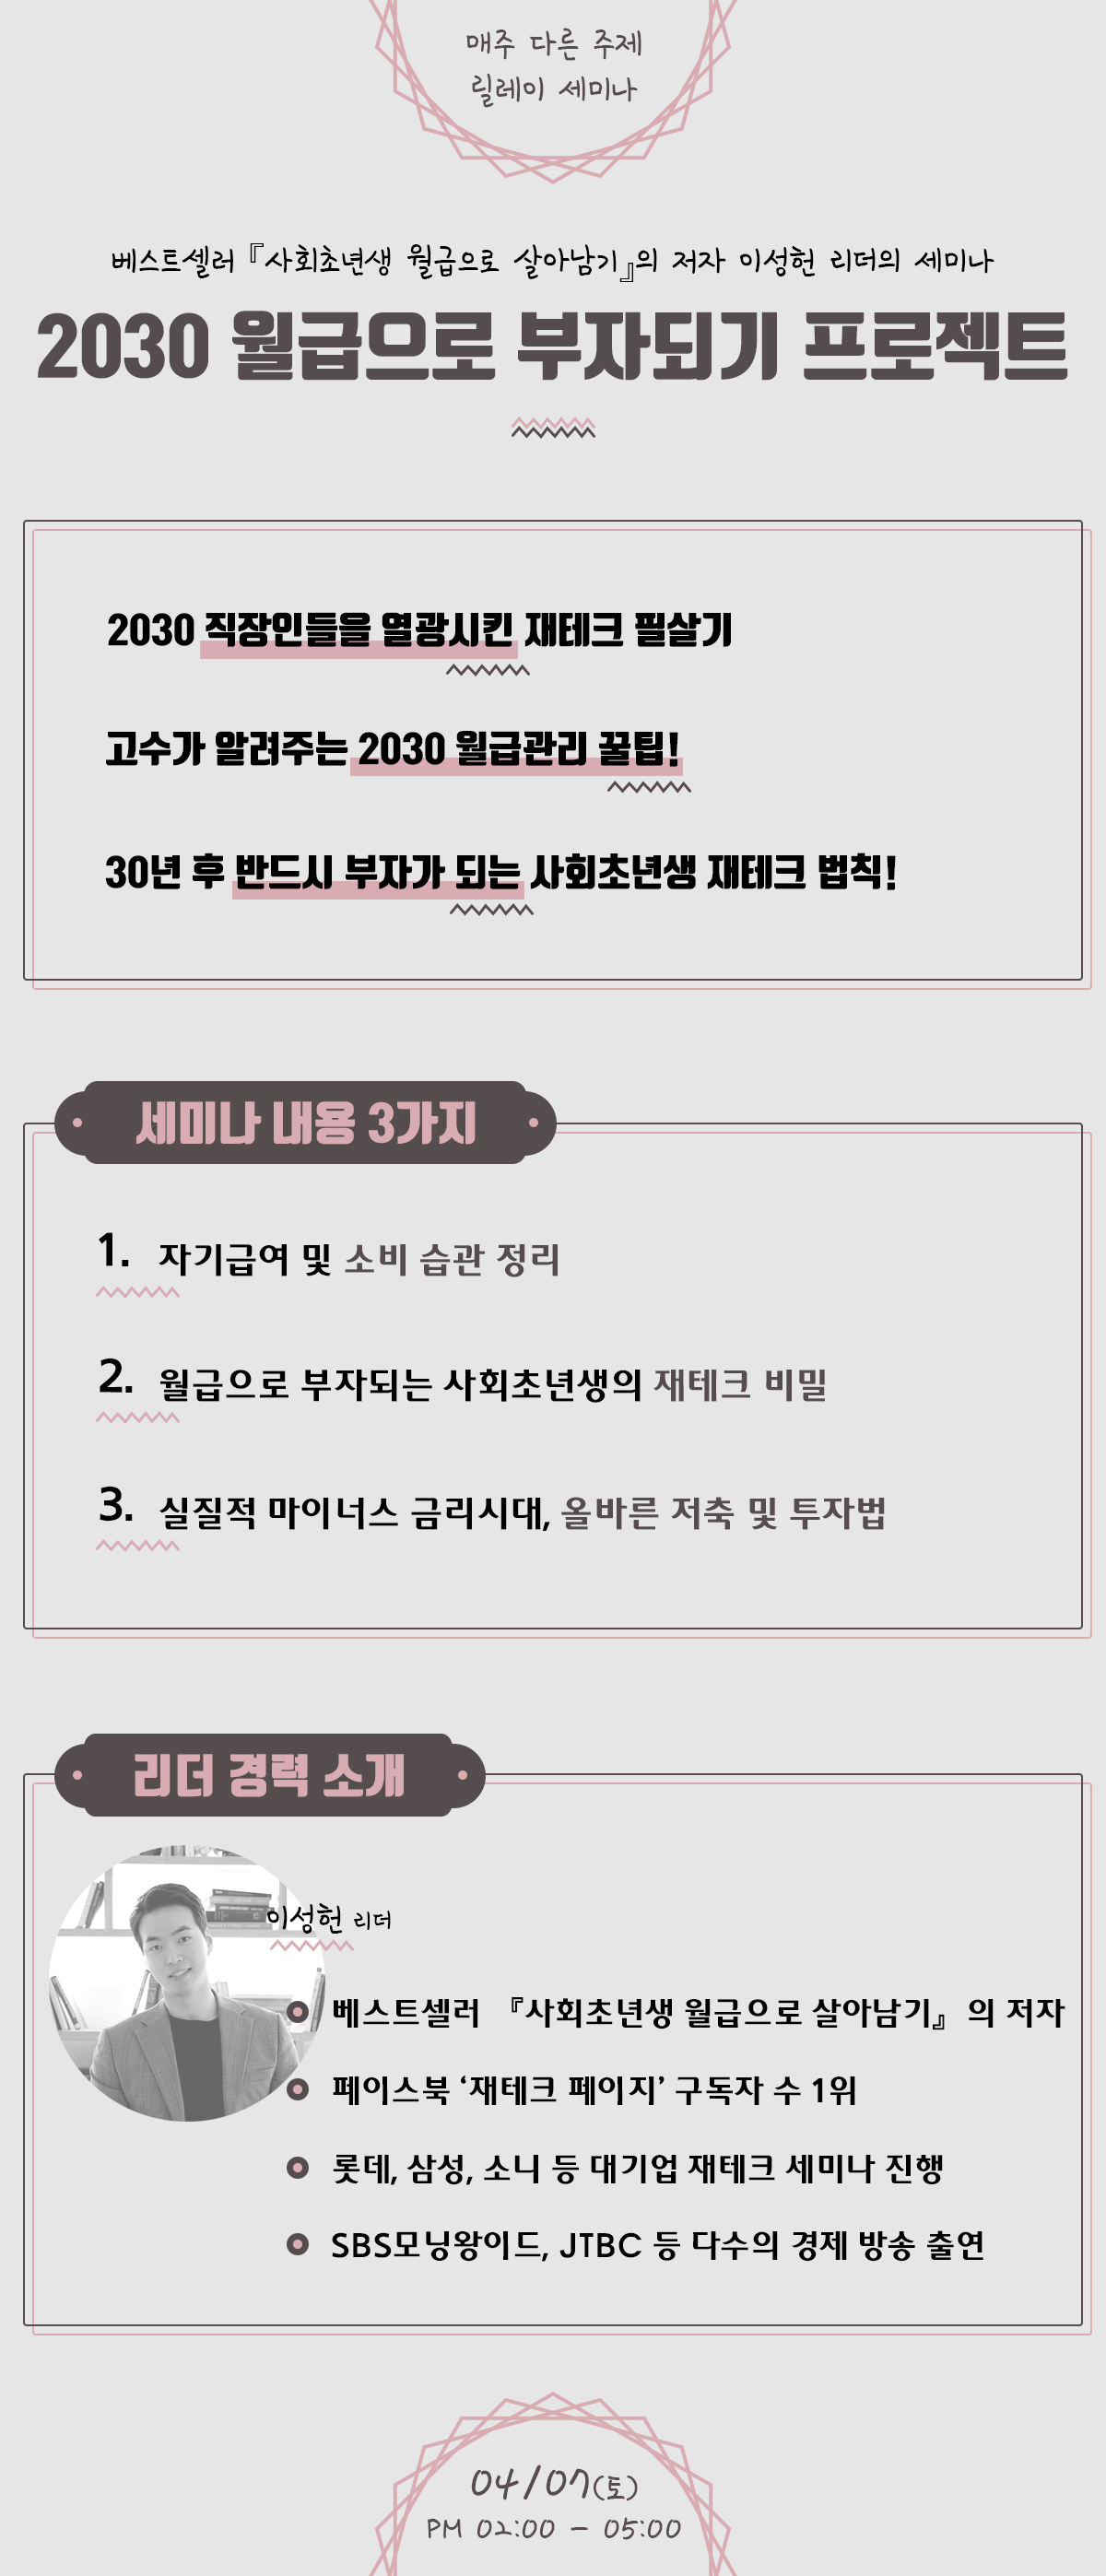 매주 다른 주제
릴레이 세미나
베스트셀러 『사회초년생 월급으로 살아남기』의 저자 이성헌 리더의 세미나
2030 월급으로 부자되기 프로젝트
2030 직장인들을 열광시킨 재테크 필살기
고수가 알려주는 2030 월급관리 꿀팁!
30년 후 반드시 부자가 되는 사회초년생 재테크 법칙!
세미나 내용 3가지
1. 자기급여 및 소비 습관 정리
2. 월급으로 부자되는 사회초년생의 재테크 비밀
3. 실질적 마이너스 금리시대, 올바른 저축 및 투자법
리더 경력 소개
이성헌 리더
베스트셀러 『사회초년생 월급으로 살아남기』 의 저자
페이스북 ‘재테크 페이지’ 구독자 수 1위
롯데, 삼성, 소니 등 대기업 재테크 세미나 진행
SBS모닝왕이드, JTBC 등 다수의 경제 방송 출연
04/07(토)
PM 02:00 - 05:00